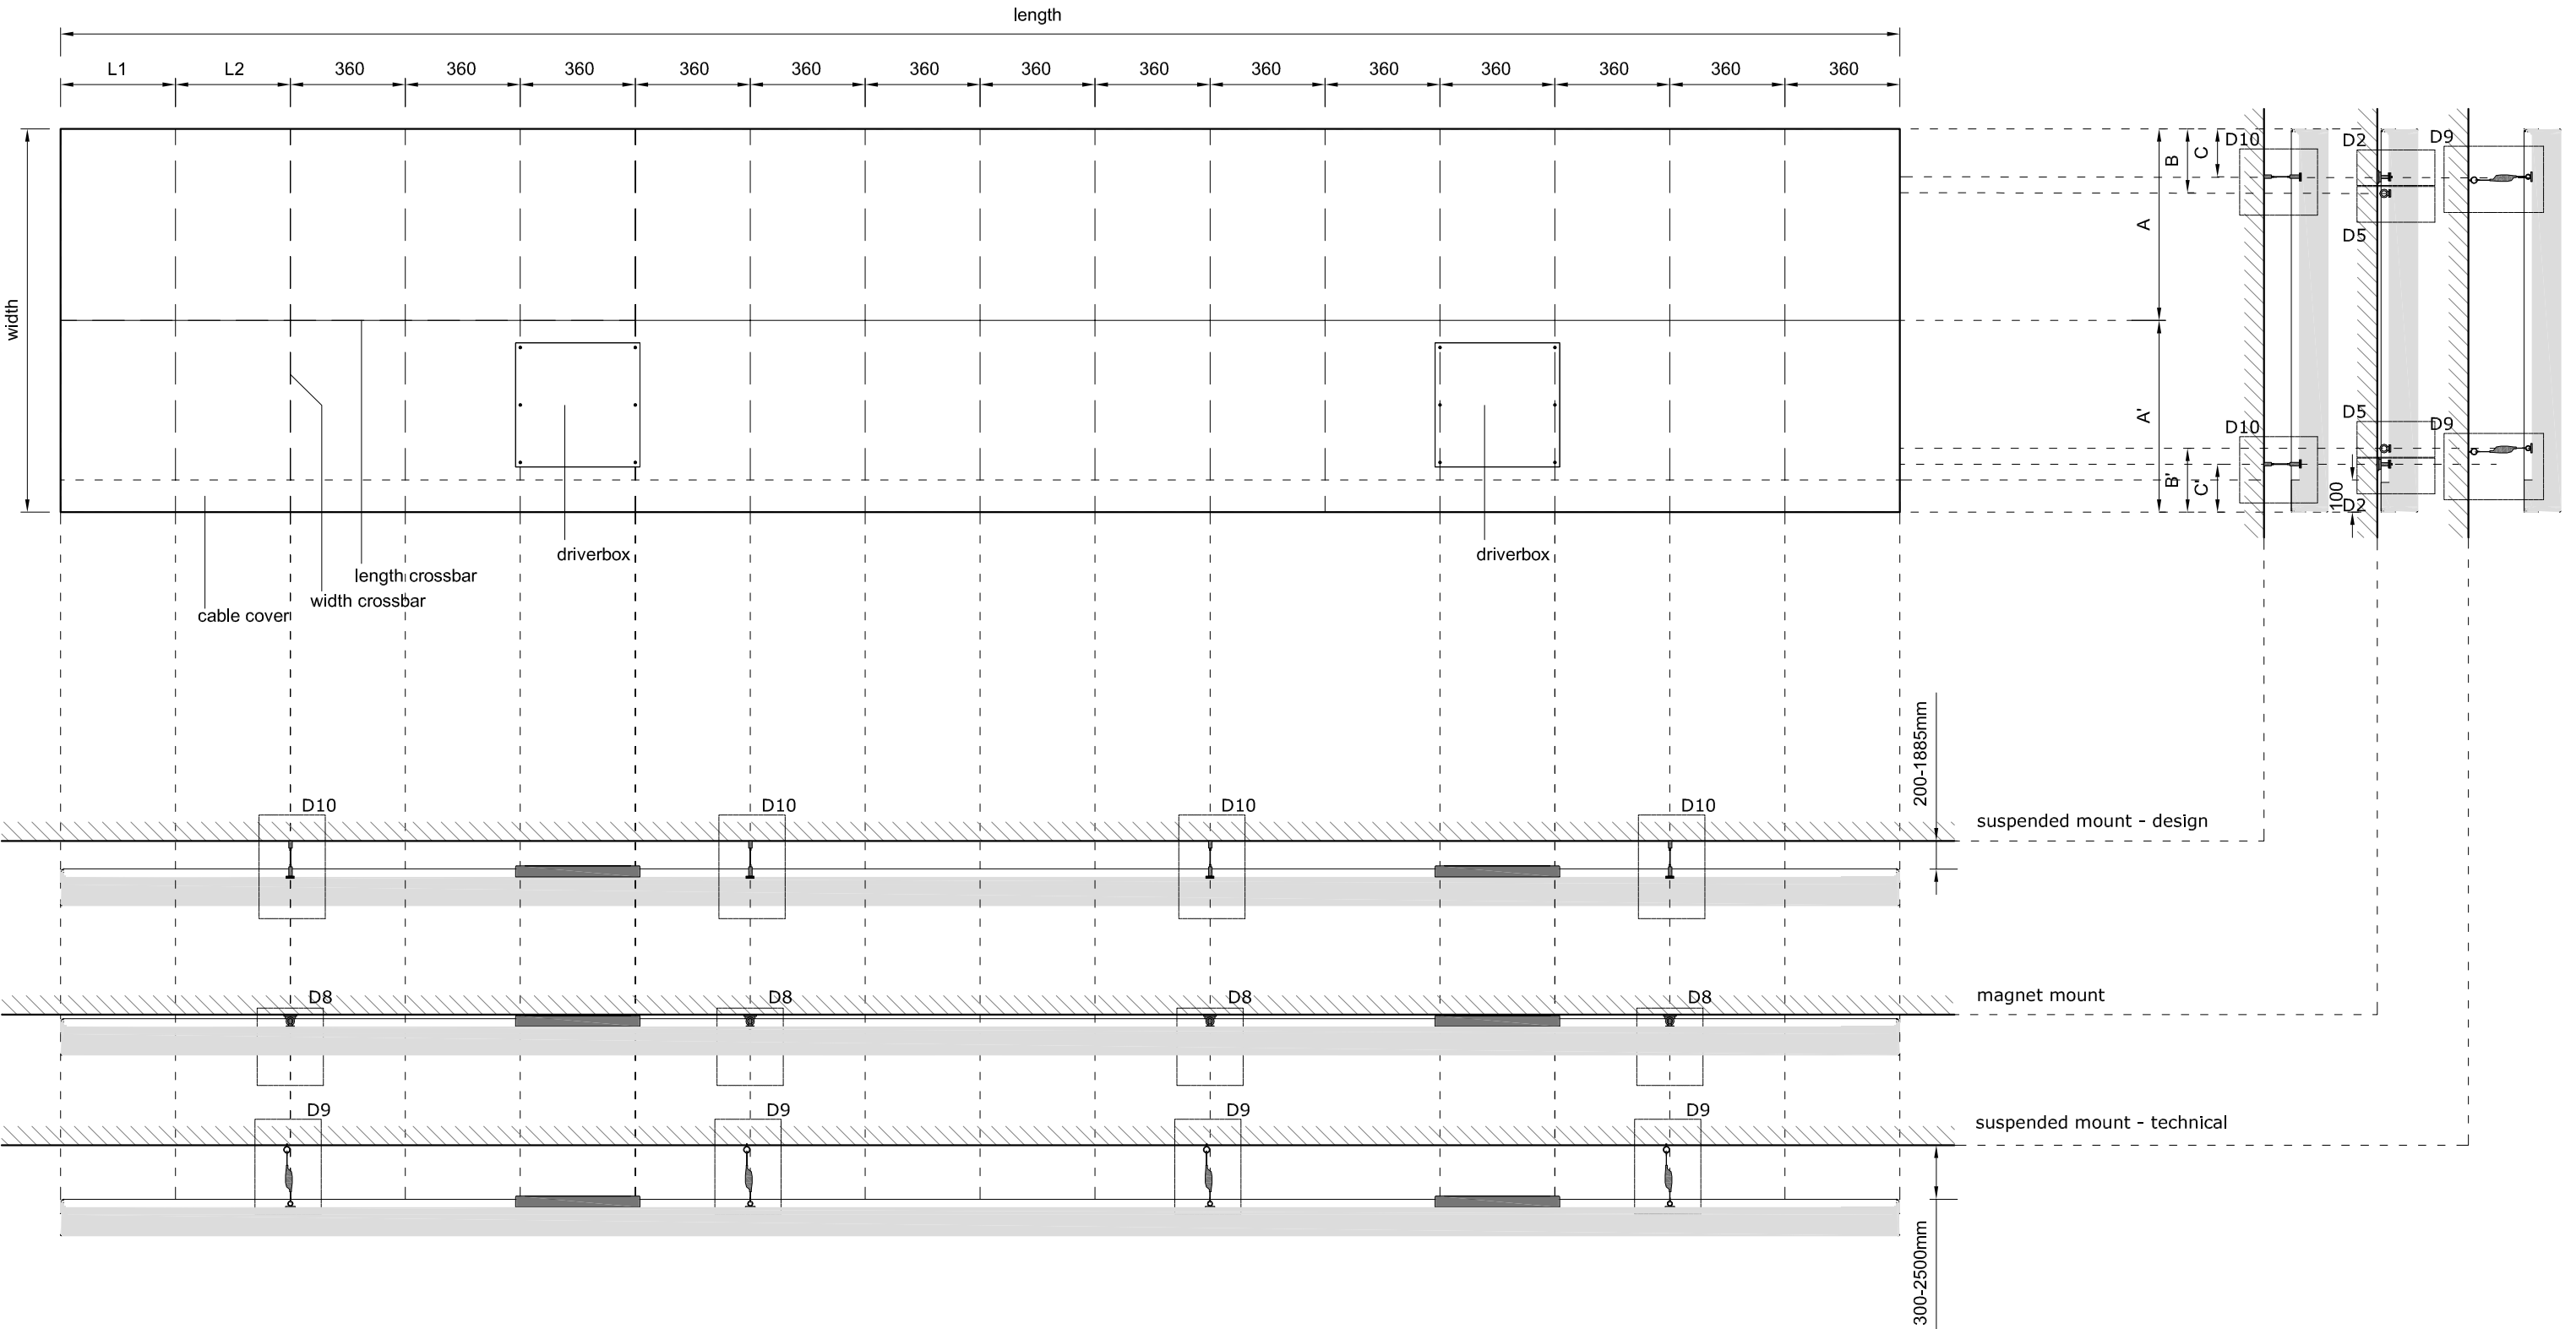 length
L1 L2 360 360 360 360 360 360 360 360 360 360 360 360 360 360
width
A
B
C
A'
B'
C'
100
D10 D2 D9
D5
D5
D10 D9
D2
driverbox driverbox
length crossbar
width crossbar
cable cover
200-1885mm
D10 D10 D10 D10
suspended mount - design
D8 D8 D8 D8
magnet mount
D9 D9 D9 D9
suspended mount - technical
300-2500mm